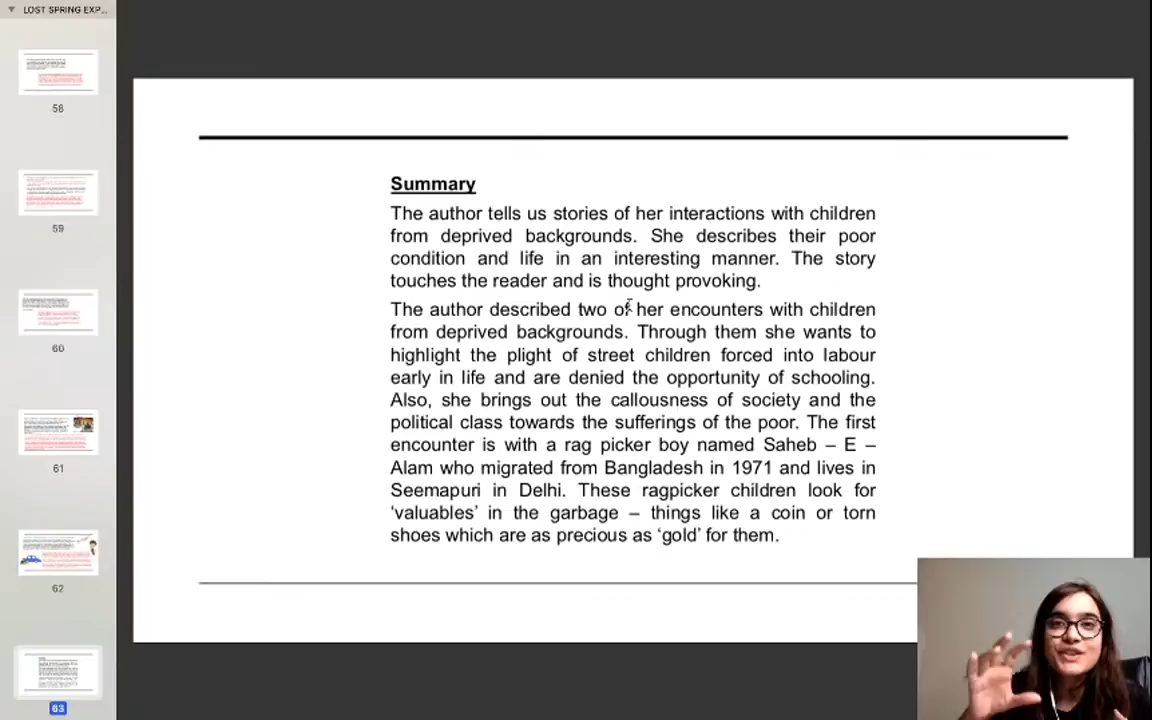 LOST SPRING EXP...
58
59
60
61
62
63
Summary
The author tells us stories of her interactions with children
from deprived backgrounds. She describes their poor
condition and life in an interesting manner. The story
touches the reader and is thought provoking.
The author described two of her encounters with children
from deprived backgrounds. Through them she wants to
highlight the plight of street children forced into labour
early in life and are denied the opportunity of schooling.
Also, she brings out the callousness of society and the
political class towards the sufferings of the poor. The first
encounter is with a rag picker boy named Saheb – E –
Alam who migrated from Bangladesh in 1971 and lives in
Seemapuri in Delhi. These ragpicker children look for
‘valuables’ in the garbage – things like a coin or torn
shoes which are as precious as ‘gold’ for them.